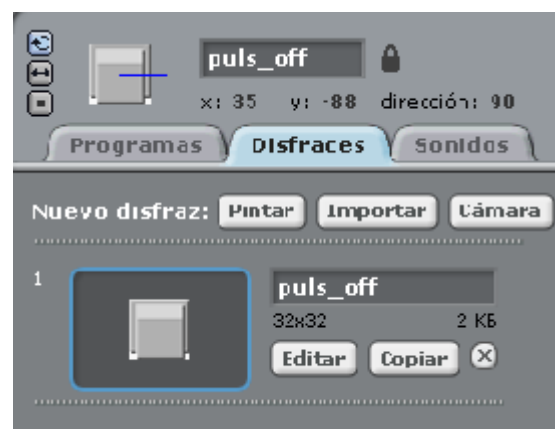 puls_off
x: 35 y: -88 dirección: 90
Programas Disfraces Sonidos
Nuevo disfraz: Pintar Importar Cámara
1
puls_off
32x32 2 KB
Editar Copiar